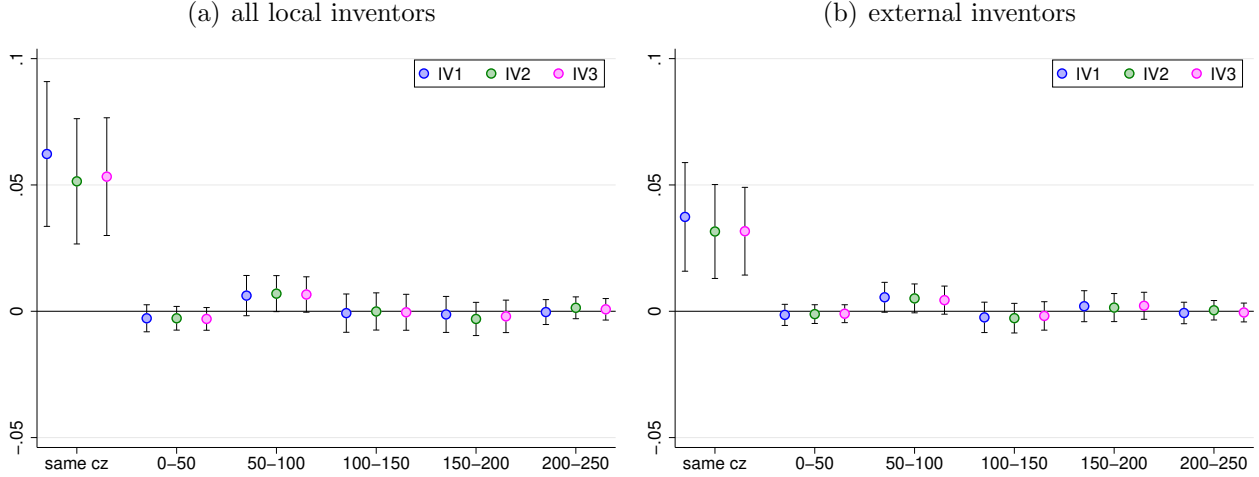 (a) all local inventors
.1
.05
0
-.05
IV1 IV2 IV3
same cz 0−50 50−100 100−150 150−200 200−250
(b) external inventors
.1
.05
0
-.05
IV1 IV2 IV3
same cz 0−50 50−100 100−150 150−200 200−250